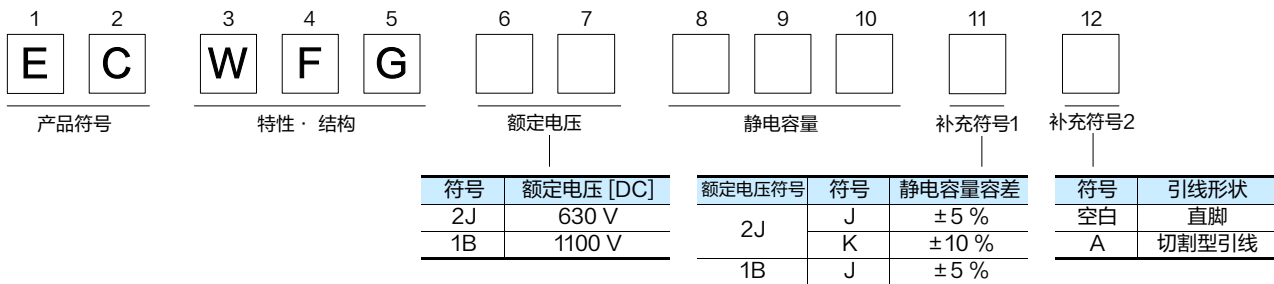 1 2 3 4 5 6 7 8 9 10 11 12
E C W F G
产品符号 特性· 结构 额定电压 静电容量 补充符号1 补充符号2
符号 额定电压 [DC] 额定电压符号 符号 静电容量容差 符号 引线形状
2J 630 V 2J J ±5 % 空白 直脚
1B 1100 V K ±10 % A 切割型引线
1B J ±5 %